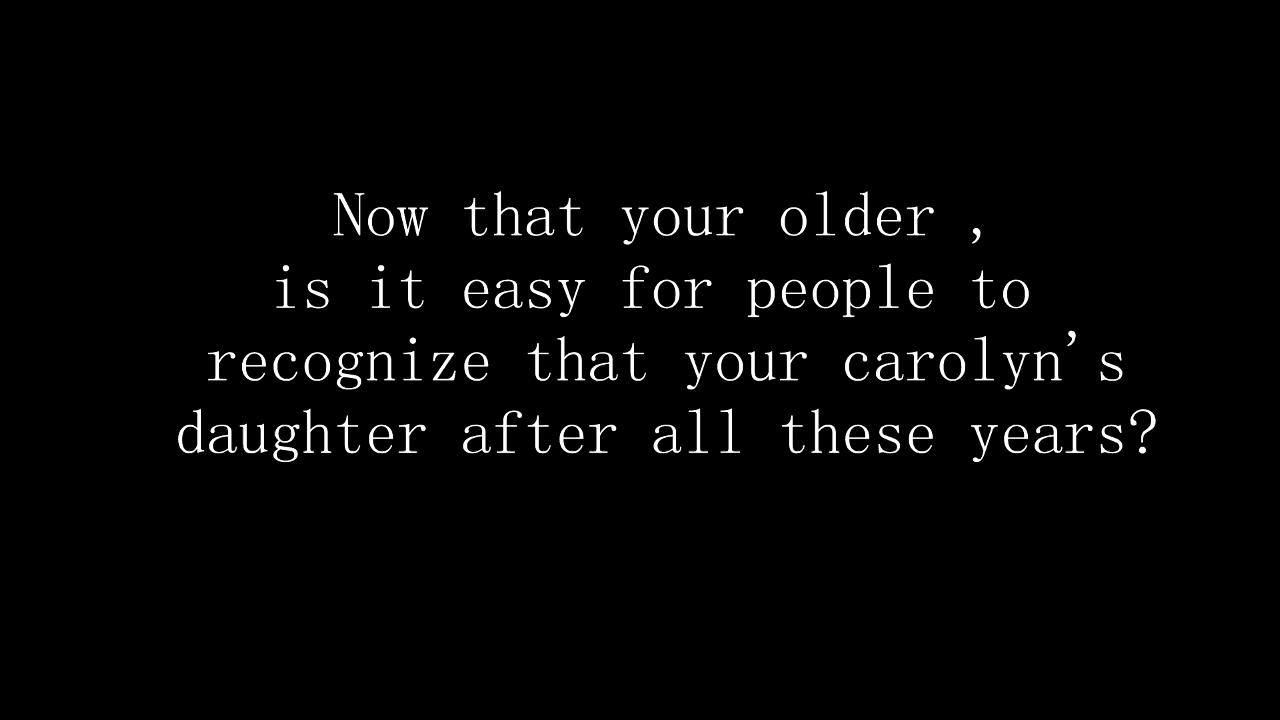 Now that your older ,
is it easy for people to
recognize that your carolyn's
daughter after all these years?